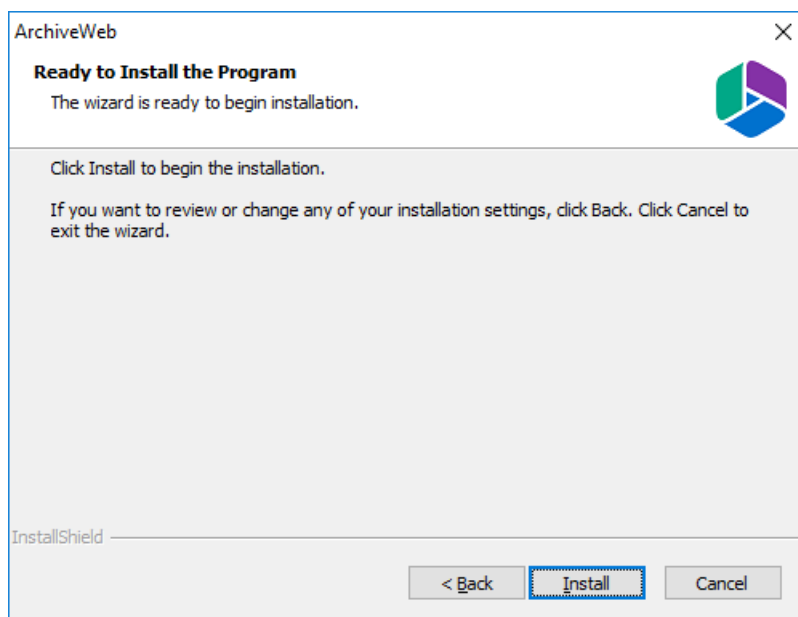 ArchiveWeb
Ready to Install the Program
The wizard is ready to begin installation.
Click Install to begin the installation.
If you want to review or change any of your installation settings, click Back. Click Cancel to
exit the wizard.
InstallShield
< Back Install Cancel